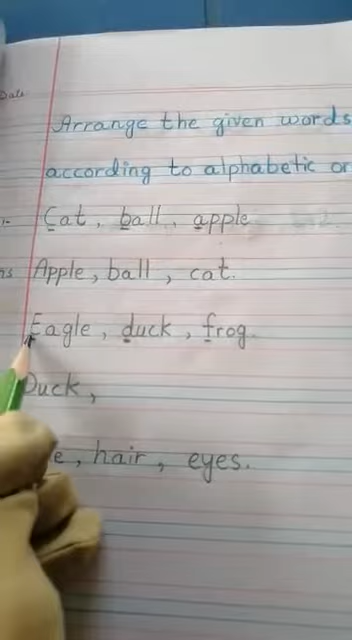 Date
Arrange the given words
according to alphabetic or
Cat, ball, apple
Apple, ball, cat.
Eagle, duck, frog.
Duck,
e, hair, eyes.